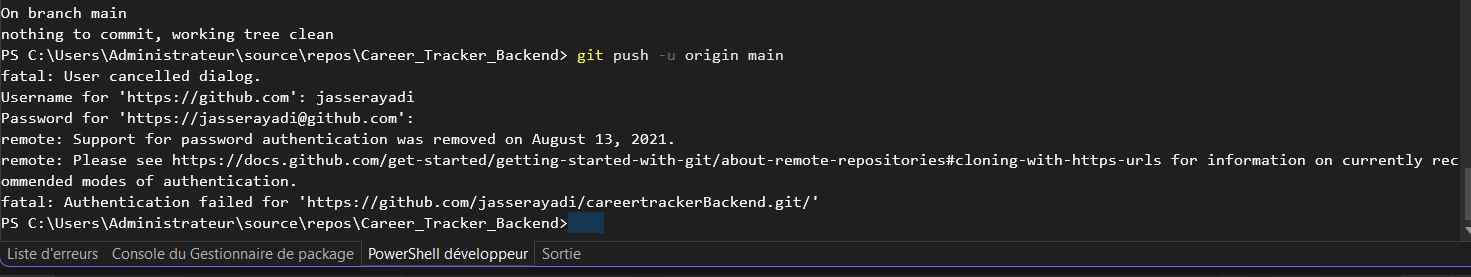 On branch main
nothing to commit, working tree clean
PS C:\Users\Administrateur\source\repos\Career_Tracker_Backend> git push -u origin main
fatal: User cancelled dialog.
Username for 'https://github.com': jasserayadi
Password for 'https://jasserayadi@github.com':
remote: Support for password authentication was removed on August 13, 2021.
remote: Please see https://docs.github.com/get-started/getting-started-with-git/about-remote-repositories#cloning-with-https-urls for information on currently rec
ommended modes of authentication.
fatal: Authentication failed for 'https://github.com/jasserayadi/careertrackerBackend.git/'
PS C:\Users\Administrateur\source\repos\Career_Tracker_Backend>
Liste d'erreurs Console du Gestionnaire de package PowerShell développeur Sortie